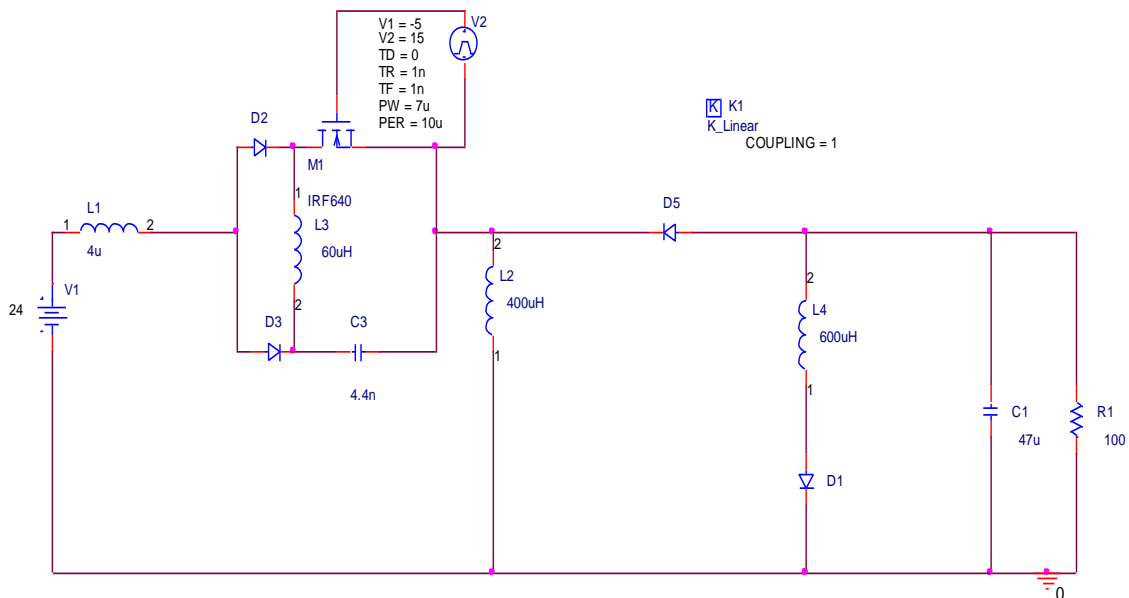 V1 = -5
V2 = 15
TD = 0
TR = 1n
TF = 1n
PW = 7u
PER = 10u
V2
K K1
K_Linear
COUPLING = 1
D2
M1
IRF640
1
L3
60uH
2
L1
1
2
4u
V1
24
D3
C3
4.4n
D5
2
L2
400uH
1
2
L4
600uH
1
D1
C1
47u
R1
100
0